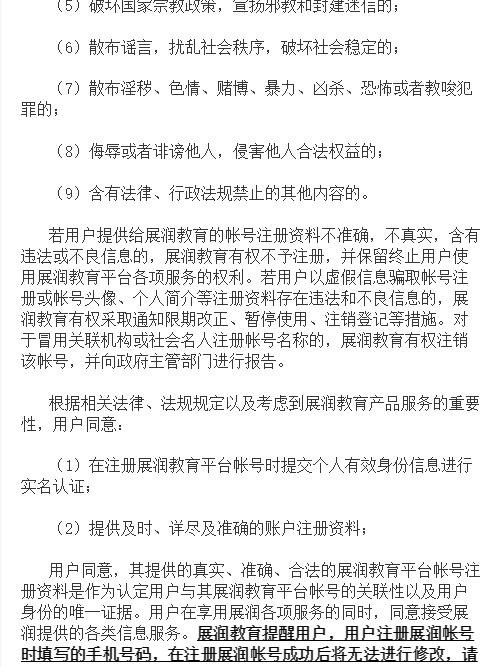 （5）破坏国家宗教政策，宣扬邪教和封建迷信的；
（6）散布谣言，扰乱社会秩序，破坏社会稳定的；
（7）散布淫秽、色情、赌博、暴力、凶杀、恐怖或者教唆犯
罪的；
（8）侮辱或者诽谤他人，侵害他人合法权益的；
（9）含有法律、行政法规禁止的其他内容的。
若用户提供给展润教育的帐号注册资料不准确，不真实，含有
违法或不良信息的，展润教育有权不予注册，并保留终止用户使
用展润教育平台各项服务的权利。若用户以虚假信息骗取帐号注
册或帐号头像、个人简介等注册资料存在违法和不良信息的，展
润教育有权采取通知限期改正、暂停使用、注销登记等措施。对
于冒用关联机构或社会名人注册帐号名称的，展润教育有权注销
该帐号，并向政府主管部门进行报告。
根据相关法律、法规规定以及考虑到展润教育产品服务的重要
性，用户同意：
（1）在注册展润教育平台帐号时提交个人有效身份信息进行
实名认证；
（2）提供及时、详尽及准确的账户注册资料；
用户同意，其提供的真实、准确、合法的展润教育平台帐号注
册资料是作为认定用户与其展润教育平台帐号的关联性以及用户
身份的唯一证据。用户在享用展润各项服务的同时，同意接受展
润提供的各类信息服务。展润教育提醒用户，用户注册展润帐号
时填写的手机号码，在注册展润帐号成功后将无法进行修改，请